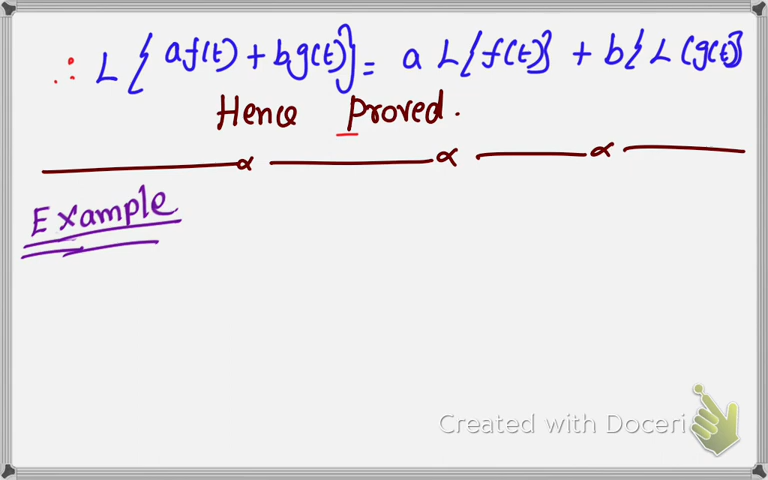 ∴ L { af(t) + bg(t)} = a L{f(t)} + b{ L (g(t)}
Hence Proved.
Example
Created with Doceri